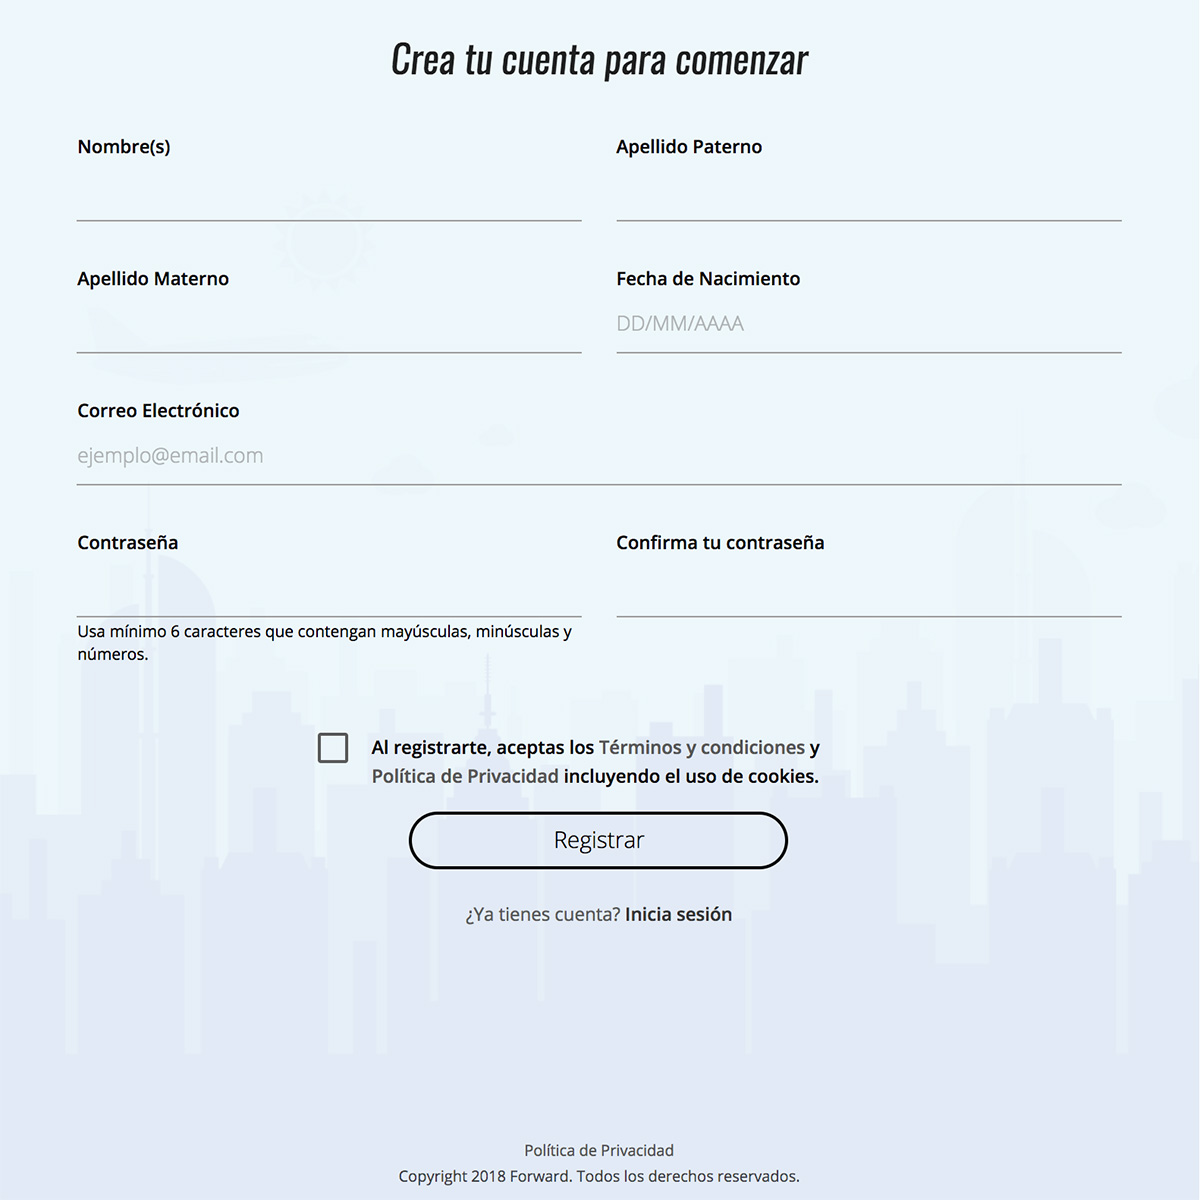 Crea tu cuenta para comenzar
Nombre(s)
Apellido Paterno
Apellido Materno
Fecha de Nacimiento
DD/MM/AAAA
Correo Electrónico
ejemplo@email.com
Contraseña
Confirma tu contraseña
Usa mínimo 6 caracteres que contengan mayúsculas, minúsculas y
números.
Al registrarte, aceptas los Términos y condiciones y
Política de Privacidad incluyendo el uso de cookies.
Registrar
¿Ya tienes cuenta? Inicia sesión
Política de Privacidad
Copyright 2018 Forward. Todos los derechos reservados.